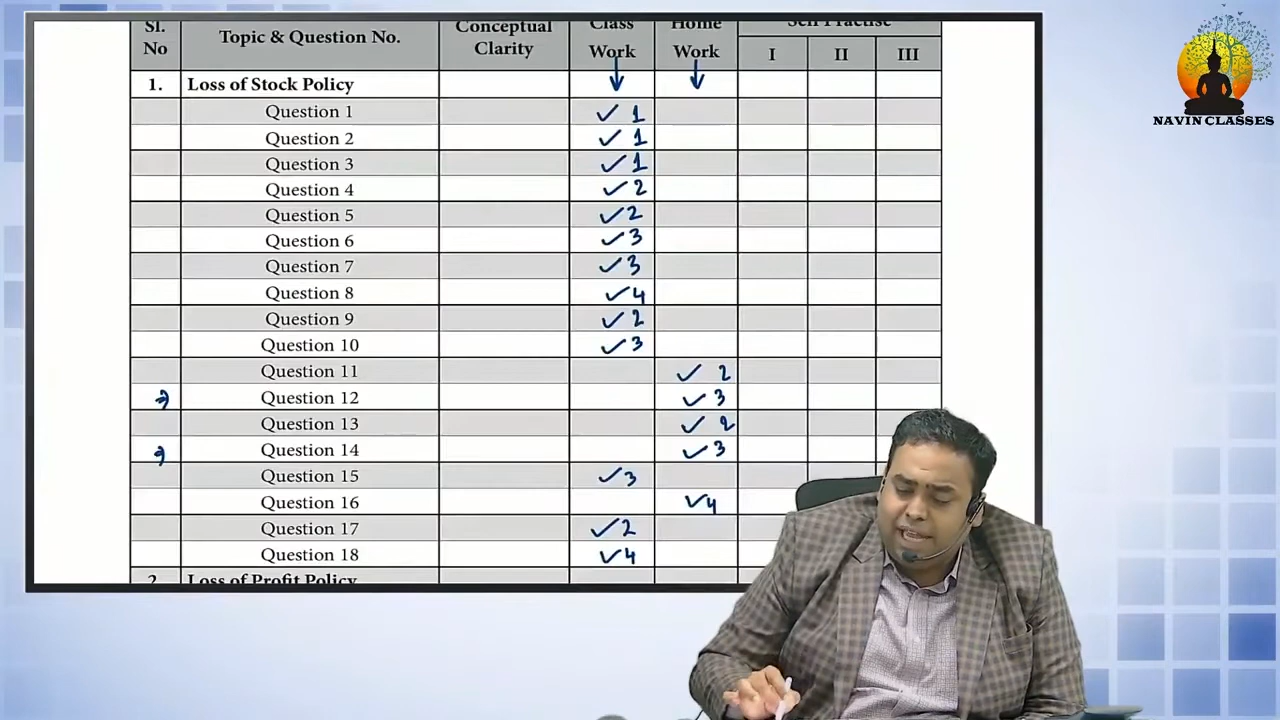 Sl. No Topic & Question No. Conceptual Clarity Class Work Home Work Self Practise
I II III
1. Loss of Stock Policy
Question 1 ✓ 1
Question 2 ✓ 1
Question 3 ✓ 1
Question 4 ✓ 2
Question 5 ✓ 2
Question 6 ✓ 3
Question 7 ✓ 3
Question 8 ✓ 4
Question 9 ✓ 2
Question 10 ✓ 3
Question 11 ✓ 2
Question 12 ✓ 3
Question 13 ✓ 2
Question 14 ✓ 3
Question 15 ✓ 3
Question 16 ✓ 4
Question 17 ✓ 2
Question 18 ✓ 4
2. Loss of Profit Policy
NAVIN CLASSES